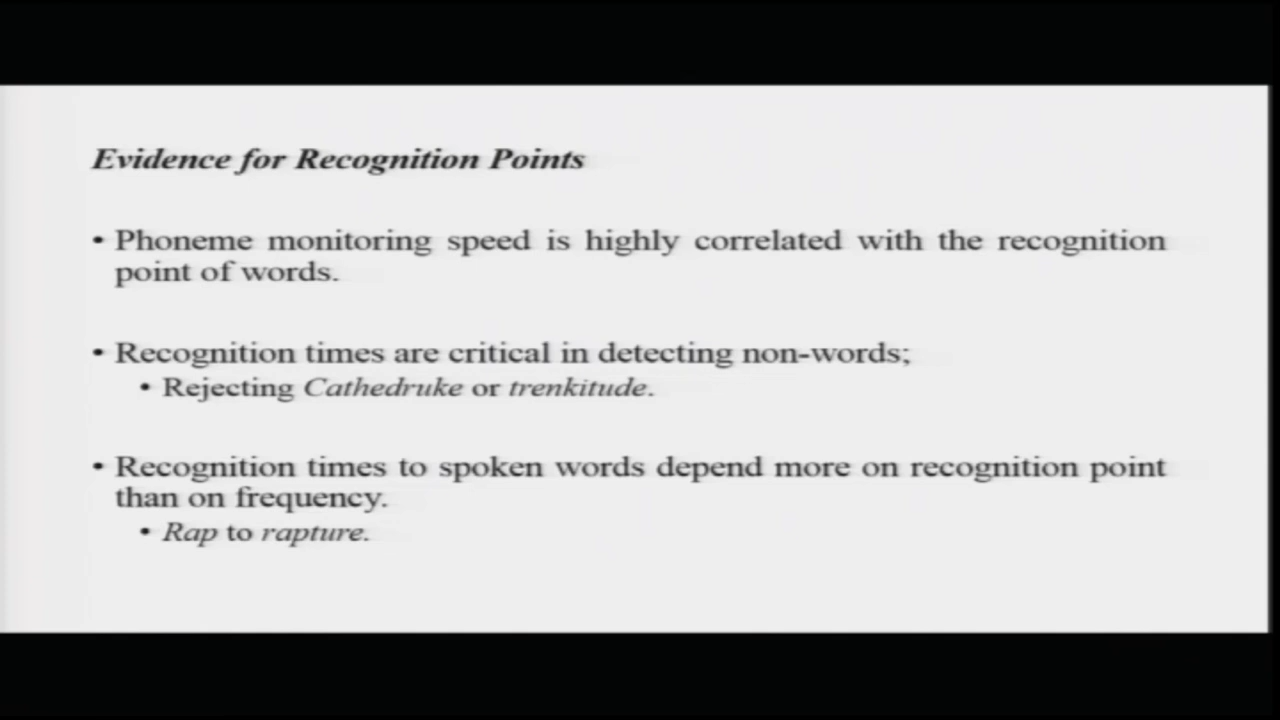 Evidence for Recognition Points
• Phoneme monitoring speed is highly correlated with the recognition
point of words.
• Recognition times are critical in detecting non-words;
• Rejecting Cathedruke or trenkitude.
• Recognition times to spoken words depend more on recognition point
than on frequency.
• Rap to rapture.